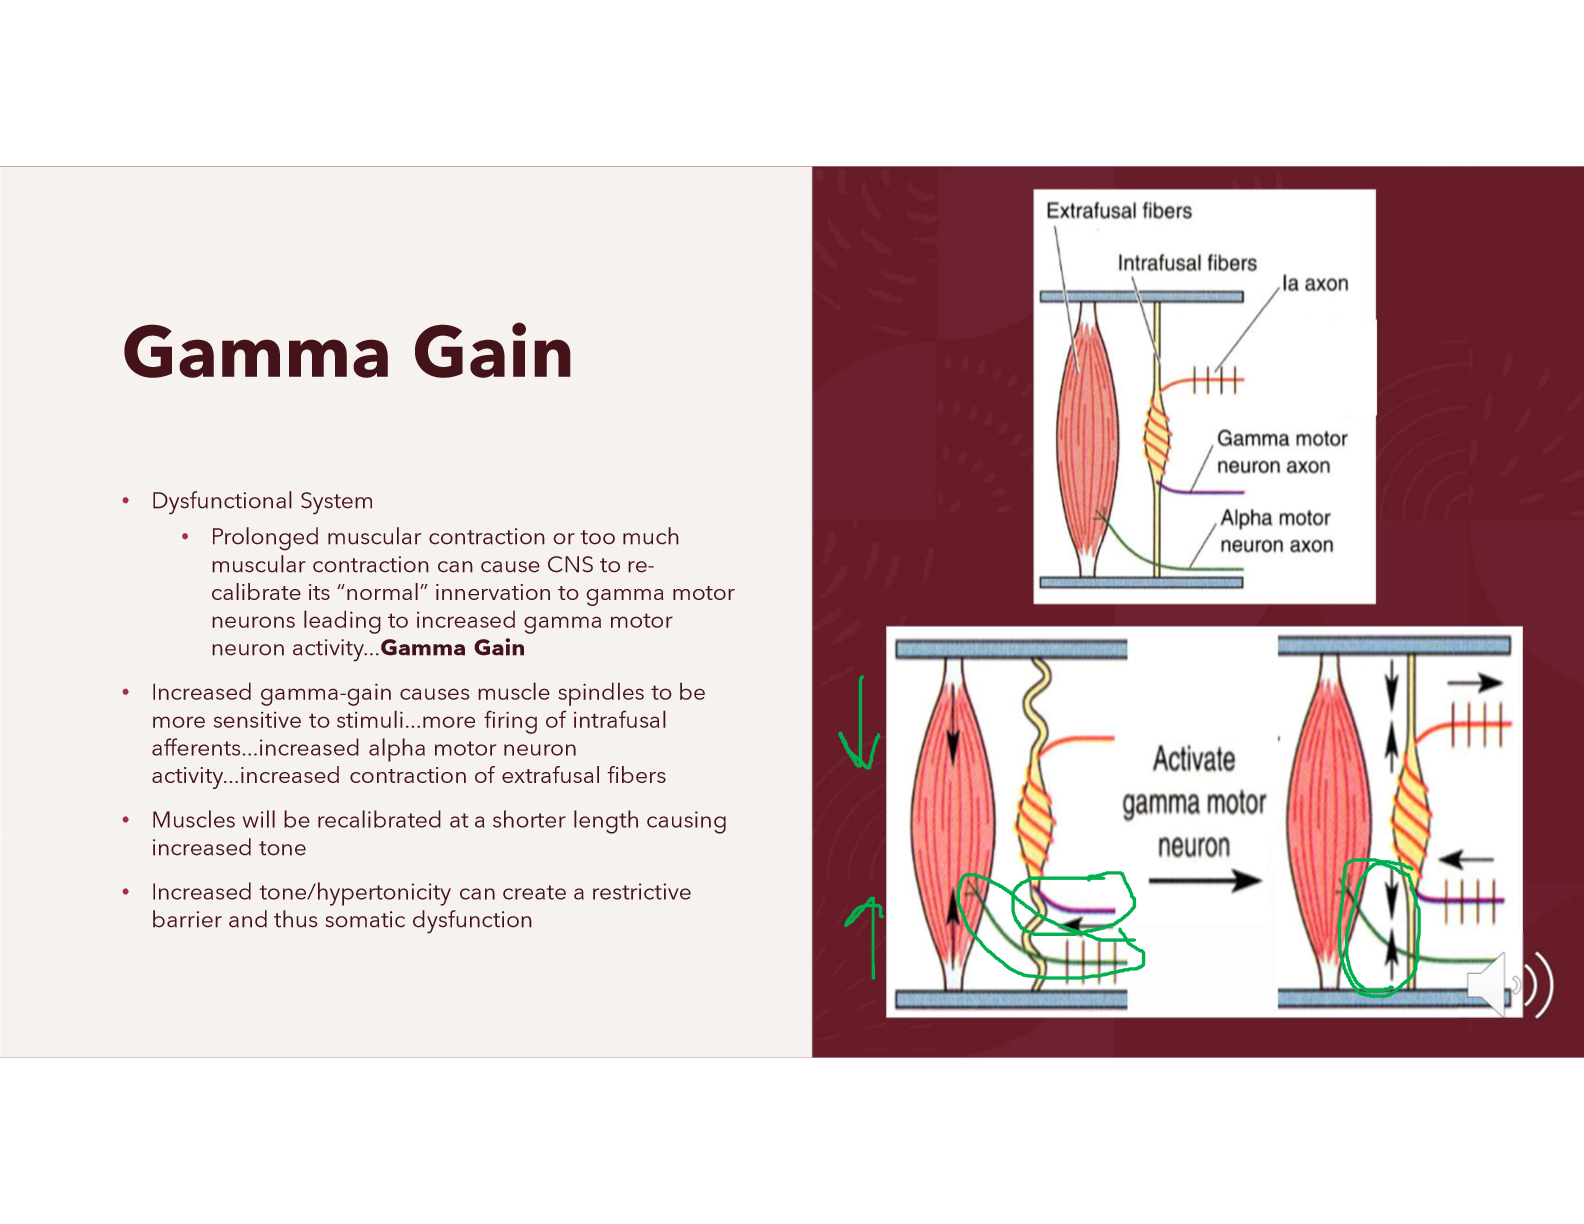 Gamma Gain
• Dysfunctional System
• Prolonged muscular contraction or too much
muscular contraction can cause CNS to re-
calibrate its “normal” innervation to gamma motor
neurons leading to increased gamma motor
neuron activity...Gamma Gain
• Increased gamma-gain causes muscle spindles to be
more sensitive to stimuli...more firing of intrafusal
afferents...increased alpha motor neuron
activity...increased contraction of extrafusal fibers
• Muscles will be recalibrated at a shorter length causing
increased tone
• Increased tone/hypertonicity can create a restrictive
barrier and thus somatic dysfunction
Extrafusal fibers
Intrafusal fibers
Ia axon
Gamma motor
neuron axon
Alpha motor
neuron axon
Activate
gamma motor
neuron